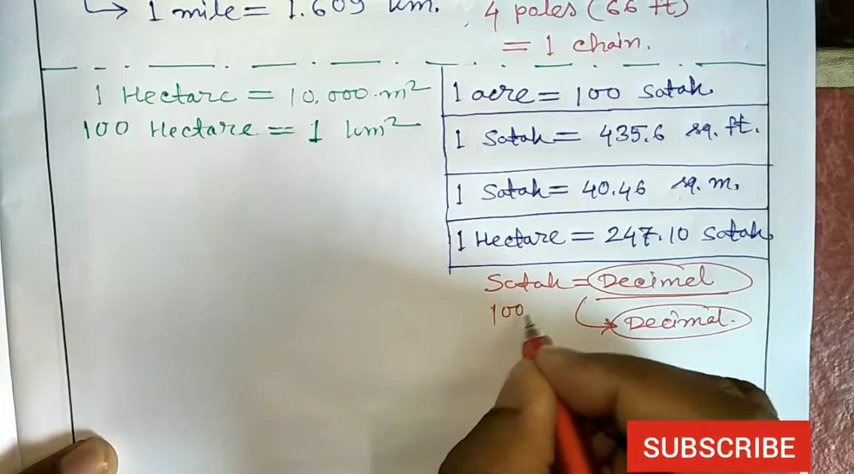 ↳ 1 mile = 1.609 km.
4 poles (66 ft)
= 1 chain.
1 Hectare = 10.000 m²
100 Hectare = 1 km²
1 acre = 100 Satak.
1 Satak = 435.6 sq. ft.
1 Satak = 40.46 sq. m.
1 Hectare = 247.10 Satak.
Satak = Decimel
↳ Decimal.
100
SUBSCRIBE